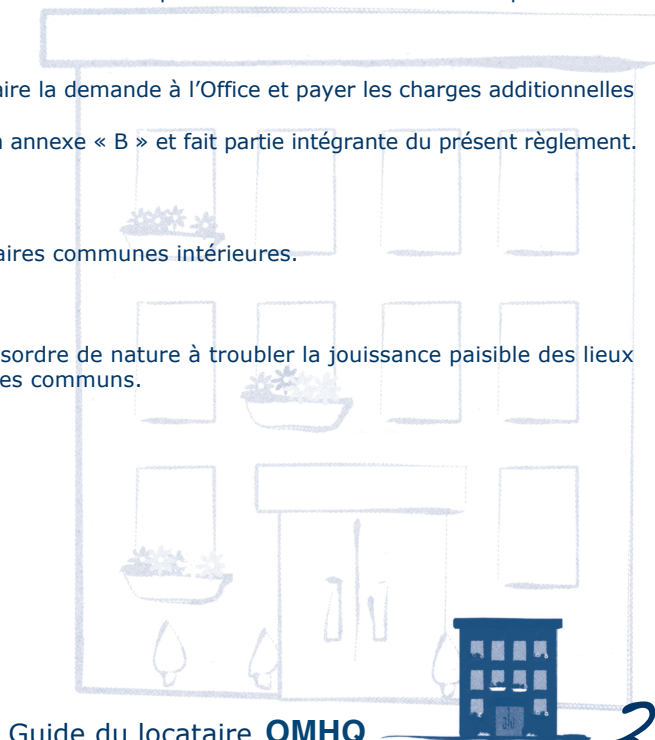 aire la demande à l'Office et payer les charges additionnelles
annexe « B » et fait partie intégrante du présent règlement.
aires communes intérieures.
sordre de nature à troubler la jouissance paisible des lieux
es communs.
Guide du locataire OMHQ